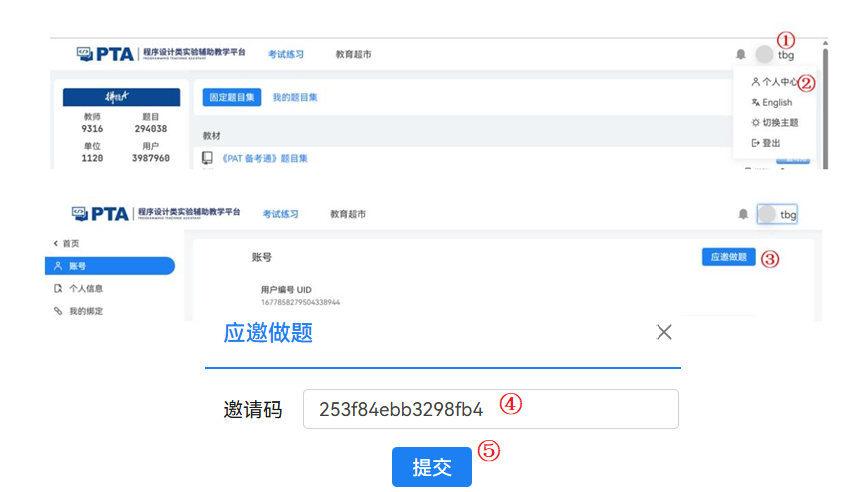 ①
PTA 程序设计类实验辅助教学平台 考试练习 教育超市 tbg
PROGRAMMING TEACHING ASSISTANT
个人中心 ②
English
切换主题
登出
固定题目集 我的题目集
教师 题目
9316 294038
单位 用户
1120 3987960
教材
《PAT 备考通》题目集
PTA 程序设计类实验辅助教学平台 考试练习 教育超市 tbg
PROGRAMMING TEACHING ASSISTANT
首页
账号
个人信息
我的绑定
账号
应邀做题 ③
用户编号 UID
1677858279504338944
应邀做题
邀请码 253f84ebb3298fb4 ④
提交 ⑤